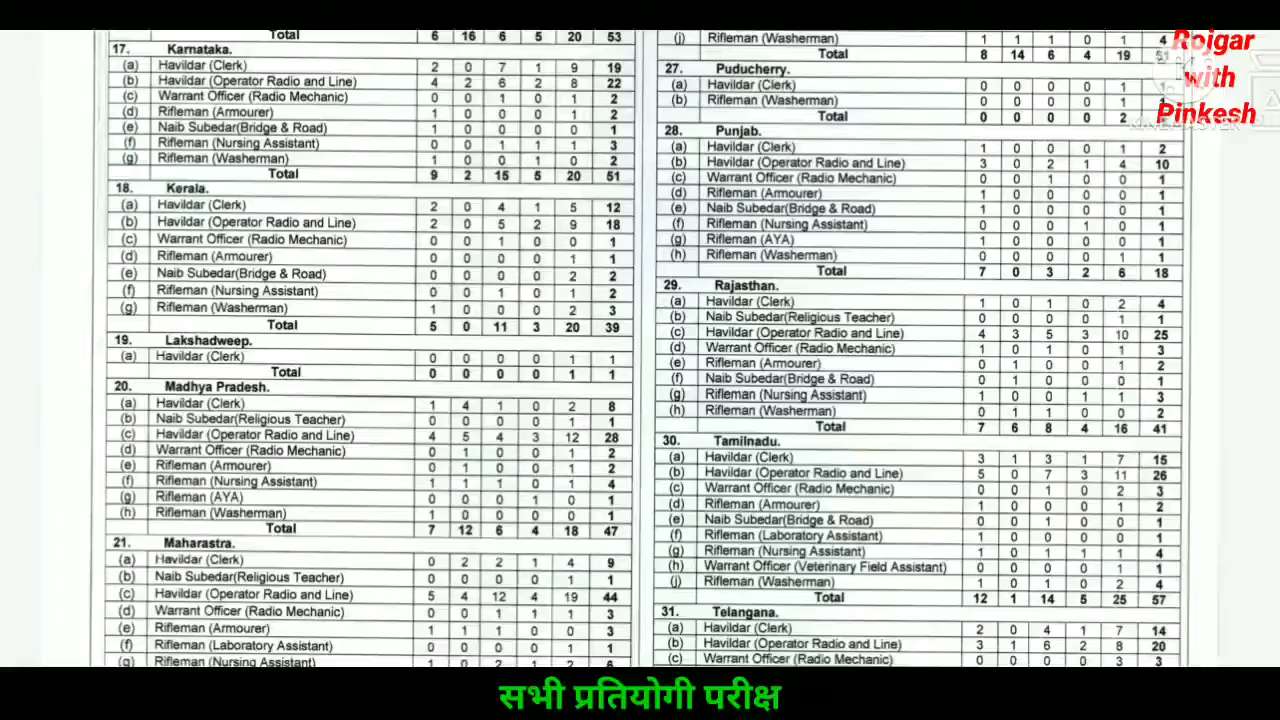 Total 6 16 6 5 20 53
17. Karnataka.
(a) Havildar (Clerk) 2 0 7 1 9 19
(b) Havildar (Operator Radio and Line) 4 2 6 2 8 22
(c) Warrant Officer (Radio Mechanic) 0 0 1 0 1 2
(d) Rifleman (Armourer) 1 0 0 0 1 2
(e) Naib Subedar(Bridge & Road) 1 0 0 0 0 1
(f) Rifleman (Nursing Assistant) 0 0 1 1 1 3
(g) Rifleman (Washerman) 1 0 0 1 0 2
Total 9 2 15 5 20 51
18. Kerala.
(a) Havildar (Clerk) 2 0 4 1 5 12
(b) Havildar (Operator Radio and Line) 2 0 5 2 9 18
(c) Warrant Officer (Radio Mechanic) 0 0 1 0 0 1
(d) Rifleman (Armourer) 0 0 0 0 1 1
(e) Naib Subedar(Bridge & Road) 0 0 0 0 2 2
(f) Rifleman (Nursing Assistant) 0 0 1 0 1 2
(g) Rifleman (Washerman) 1 0 0 0 2 3
Total 5 0 11 3 20 39
19. Lakshadweep.
(a) Havildar (Clerk) 0 0 0 0 1 1
Total 0 0 0 0 1 1
20. Madhya Pradesh.
(a) Havildar (Clerk) 1 4 1 0 2 8
(b) Naib Subedar(Religious Teacher) 0 0 0 0 1 1
(c) Havildar (Operator Radio and Line) 4 5 4 3 12 28
(d) Warrant Officer (Radio Mechanic) 0 1 0 0 1 2
(e) Rifleman (Armourer) 0 1 0 0 1 2
(f) Rifleman (Nursing Assistant) 1 1 1 0 1 4
(g) Rifleman (AYA) 0 0 0 1 0 1
(h) Rifleman (Washerman) 1 0 0 0 0 1
Total 7 12 6 4 18 47
21. Maharastra.
(a) Havildar (Clerk) 0 2 2 1 4 9
(b) Naib Subedar(Religious Teacher) 0 0 0 0 1 1
(c) Havildar (Operator Radio and Line) 5 4 12 4 19 44
(d) Warrant Officer (Radio Mechanic) 0 0 1 1 1 3
(e) Rifleman (Armourer) 1 1 1 0 0 3
(f) Rifleman (Laboratory Assistant) 0 0 0 0 1 1
(g) Rifleman (Nursing Assistant) 1 0 2 1 2 6
(j) Rifleman (Washerman) 1 1 1 0 1 4
Total 8 14 6 4 19 51
27. Puducherry.
(a) Havildar (Clerk) 0 0 0 0 1 1
(b) Rifleman (Washerman) 0 0 0 0 1
Total 0 0 0 0 2
28. Punjab.
(a) Havildar (Clerk) 1 0 0 0 1 2
(b) Havildar (Operator Radio and Line) 3 0 2 1 4 10
(c) Warrant Officer (Radio Mechanic) 0 0 1 0 0 1
(d) Rifleman (Armourer) 1 0 0 0 0 1
(e) Naib Subedar(Bridge & Road) 1 0 0 0 0 1
(f) Rifleman (Nursing Assistant) 0 0 0 1 0 1
(g) Rifleman (AYA) 1 0 0 0 0 1
(h) Rifleman (Washerman) 0 0 0 0 1 1
Total 7 0 3 2 6 18
29. Rajasthan.
(a) Havildar (Clerk) 1 0 1 0 2 4
(b) Naib Subedar(Religious Teacher) 0 0 0 0 1 1
(c) Havildar (Operator Radio and Line) 4 3 5 3 10 25
(d) Warrant Officer (Radio Mechanic) 1 0 1 0 1 3
(e) Rifleman (Armourer) 0 1 0 0 1 2
(f) Naib Subedar(Bridge & Road) 0 1 0 0 0 1
(g) Rifleman (Nursing Assistant) 1 0 0 1 1 3
(h) Rifleman (Washerman) 0 1 1 0 0 2
Total 7 6 8 4 16 41
30. Tamilnadu.
(a) Havildar (Clerk) 3 1 3 1 7 15
(b) Havildar (Operator Radio and Line) 5 0 7 3 11 26
(c) Warrant Officer (Radio Mechanic) 0 0 1 0 2 3
(d) Rifleman (Armourer) 1 0 0 0 1 2
(e) Naib Subedar(Bridge & Road) 0 0 1 0 0 1
(f) Rifleman (Laboratory Assistant) 1 0 0 0 0 1
(g) Rifleman (Nursing Assistant) 1 0 1 1 1 4
(h) Warrant Officer (Veterinary Field Assistant) 0 0 0 0 1 1
(j) Rifleman (Washerman) 1 0 1 0 2 4
Total 12 1 14 5 25 57
31. Telangana.
(a) Havildar (Clerk) 2 0 4 1 7 14
(b) Havildar (Operator Radio and Line) 3 1 6 2 8 20
(c) Warrant Officer (Radio Mechanic) 0 0 0 0 3 3
Rojgar
with
Pinkesh
KINEMASTER
सभी प्रतियोगी परीक्ष